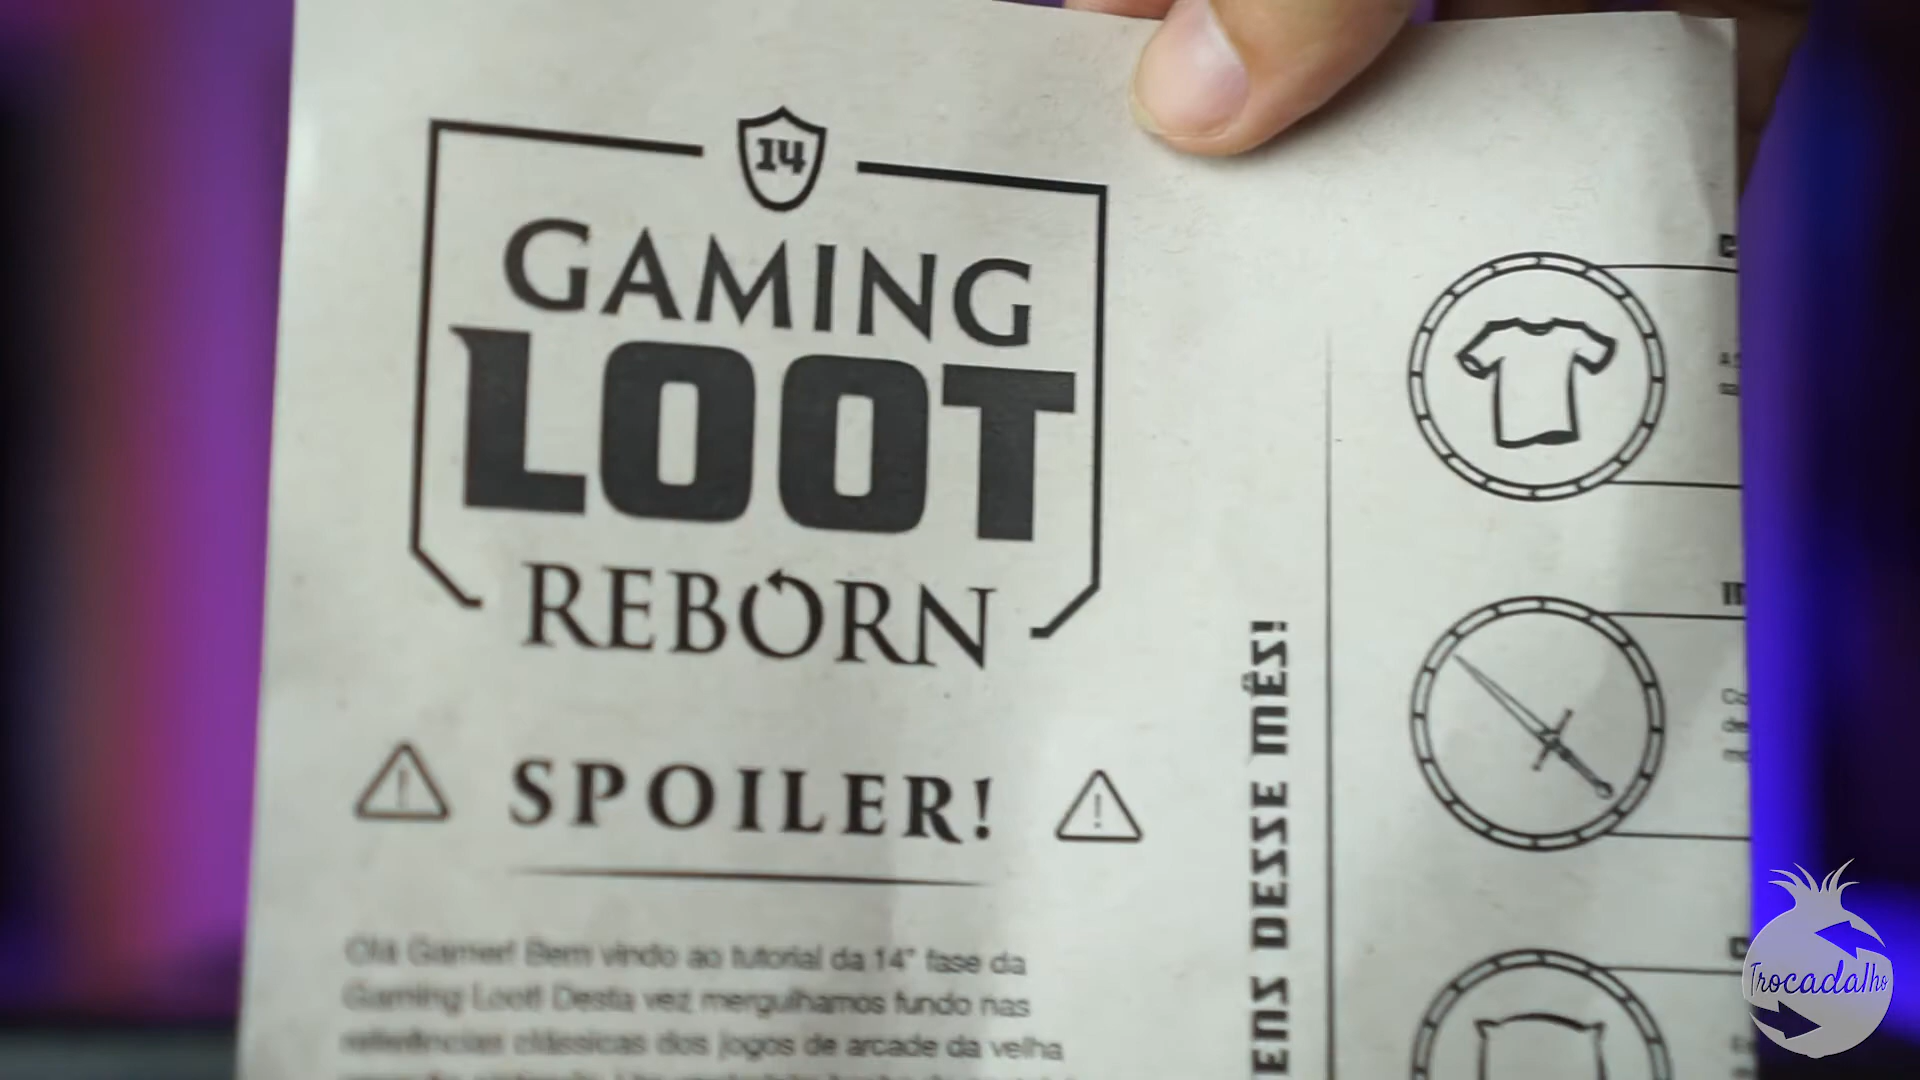 14
GAMING
LOOT
REBORN
SPOILER!
Olá Gamer! Bem vindo ao tutorial da 14ª fase da
Gaming Loot! Desta vez mergulhamos fundo nas
referências clássicas dos jogos de arcade da velha
ENS DESSE MÊS!
Trocadalho